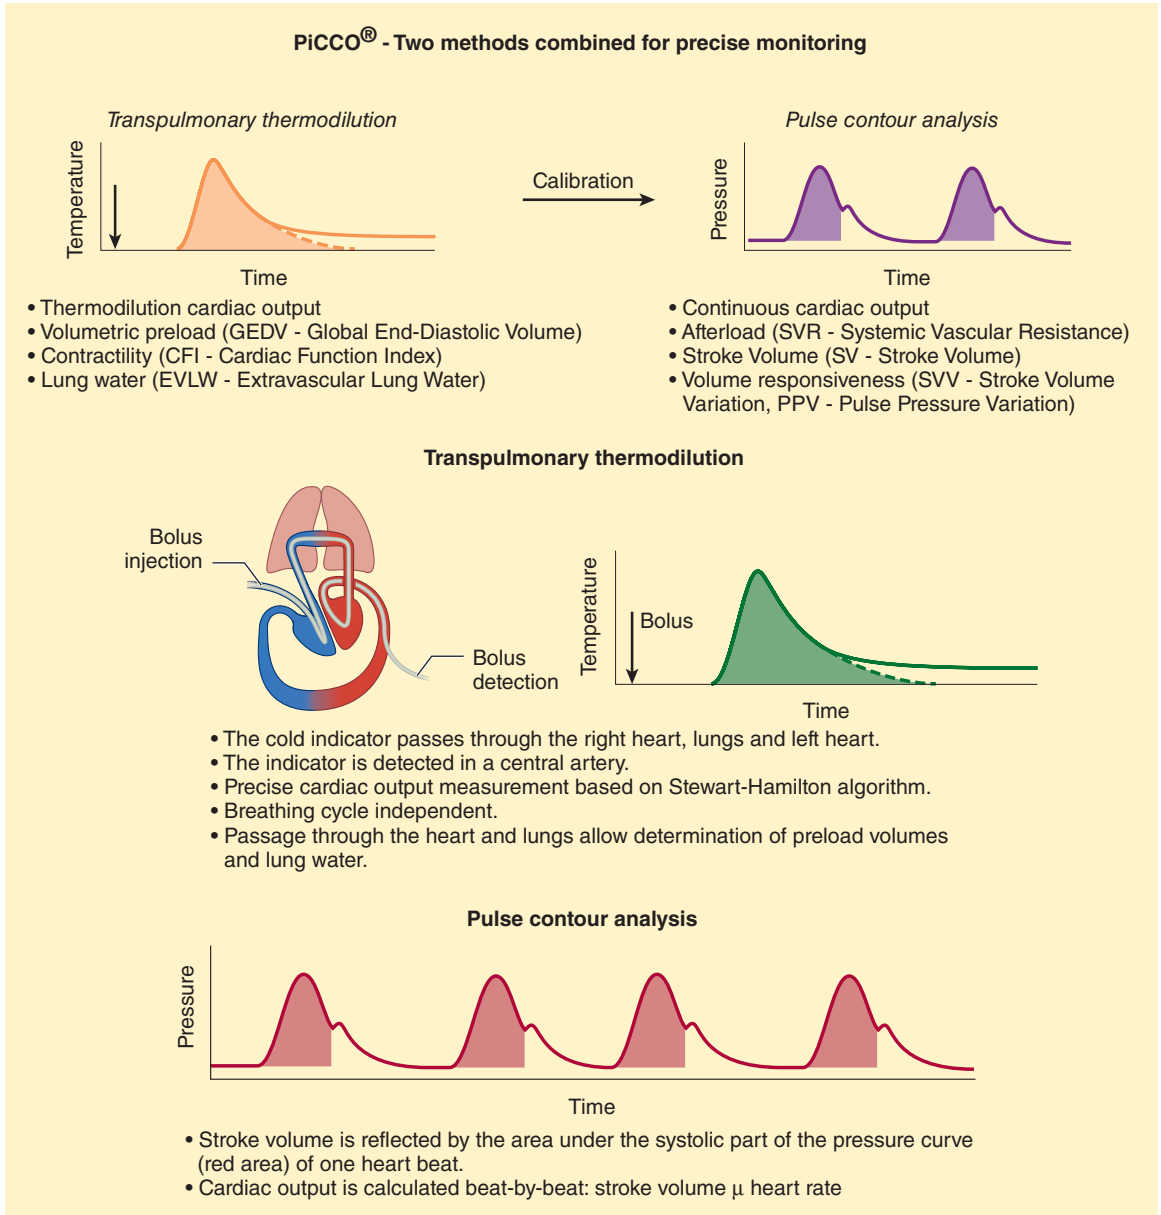 PiCCO® - Two methods combined for precise monitoring
Transpulmonary thermodilution
Temperature
Time
Calibration
Pulse contour analysis
Pressure
Time
• Thermodilution cardiac output
• Volumetric preload (GEDV - Global End-Diastolic Volume)
• Contractility (CFI - Cardiac Function Index)
• Lung water (EVLW - Extravascular Lung Water)
• Continuous cardiac output
• Afterload (SVR - Systemic Vascular Resistance)
• Stroke Volume (SV - Stroke Volume)
• Volume responsiveness (SVV - Stroke Volume
Variation, PPV - Pulse Pressure Variation)
Transpulmonary thermodilution
Bolus
injection
Bolus
detection
Temperature
Bolus
Time
• The cold indicator passes through the right heart, lungs and left heart.
• The indicator is detected in a central artery.
• Precise cardiac output measurement based on Stewart-Hamilton algorithm.
• Breathing cycle independent.
• Passage through the heart and lungs allow determination of preload volumes
and lung water.
Pulse contour analysis
Pressure
Time
• Stroke volume is reflected by the area under the systolic part of the pressure curve
(red area) of one heart beat.
• Cardiac output is calculated beat-by-beat: stroke volume μ heart rate